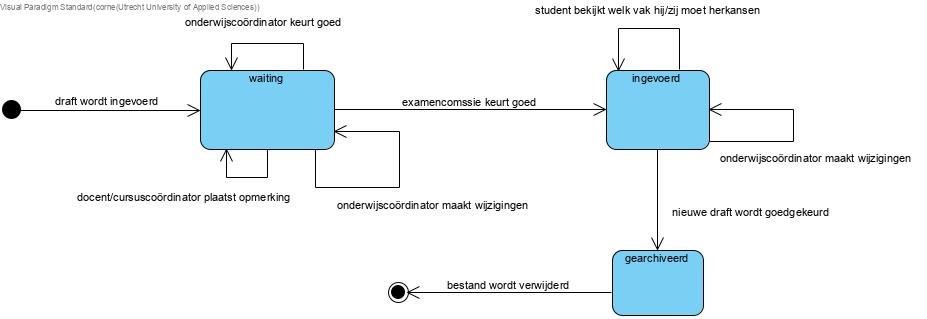 Visual Paradigm Standard(corne(Utrecht University of Applied Sciences))
student bekijkt welk vak hij/zij moet herkansen
onderwijscoördinator keurt goed
waiting
ingevoerd
draft wordt ingevoerd
examencomssie keurt goed
onderwijscoördinator maakt wijzigingen
docent/cursuscoördinator plaatst opmerking
onderwijscoördinator maakt wijzigingen
nieuwe draft wordt goedgekeurd
gearchiveerd
bestand wordt verwijderd